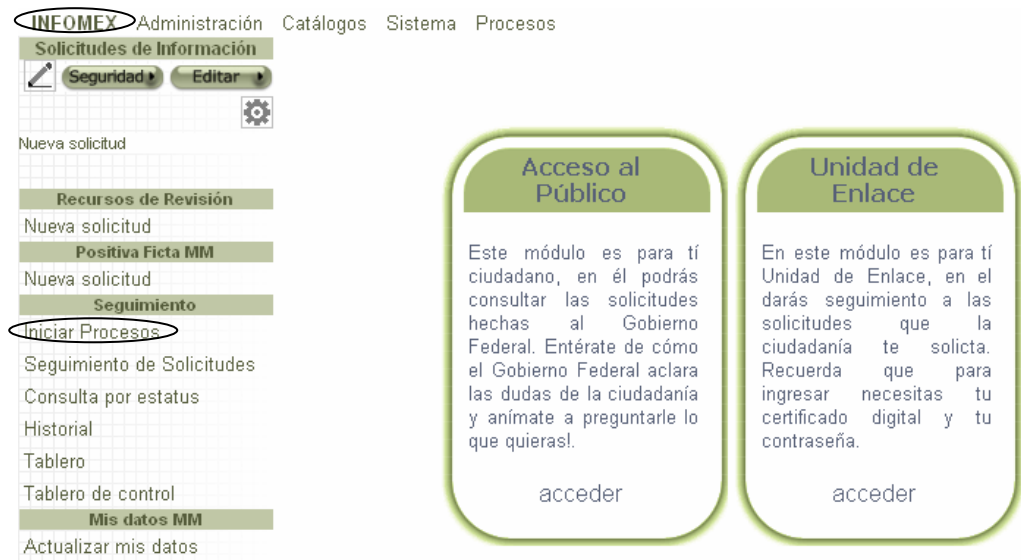 INFOMEX Administración Catálogos Sistema Procesos
Solicitudes de Información
Seguridad Editar
Nueva solicitud
Recursos de Revisión
Nueva solicitud
Positiva Ficta MM
Nueva solicitud
Seguimiento
Iniciar Procesos
Seguimiento de Solicitudes
Consulta por estatus
Historial
Tablero
Tablero de control
Mis datos MM
Actualizar mis datos
Acceso al
Público
Este módulo es para tí
ciudadano, en él podrás
consultar las solicitudes
hechas al Gobierno
Federal. Entérate de cómo
el Gobierno Federal aclara
las dudas de la ciudadanía
y anímate a preguntarle lo
que quieras!.
acceder
Unidad de
Enlace
En este módulo es para tí
Unidad de Enlace, en el
darás seguimiento a las
solicitudes que la
ciudadanía te solicta.
Recuerda que para
ingresar necesitas tu
certificado digital y tu
contraseña.
acceder